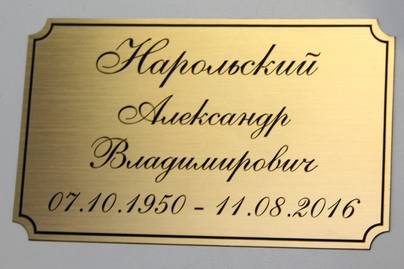 Нарольский
Александр
Владимирович
07.10.1950 - 11.08.2016